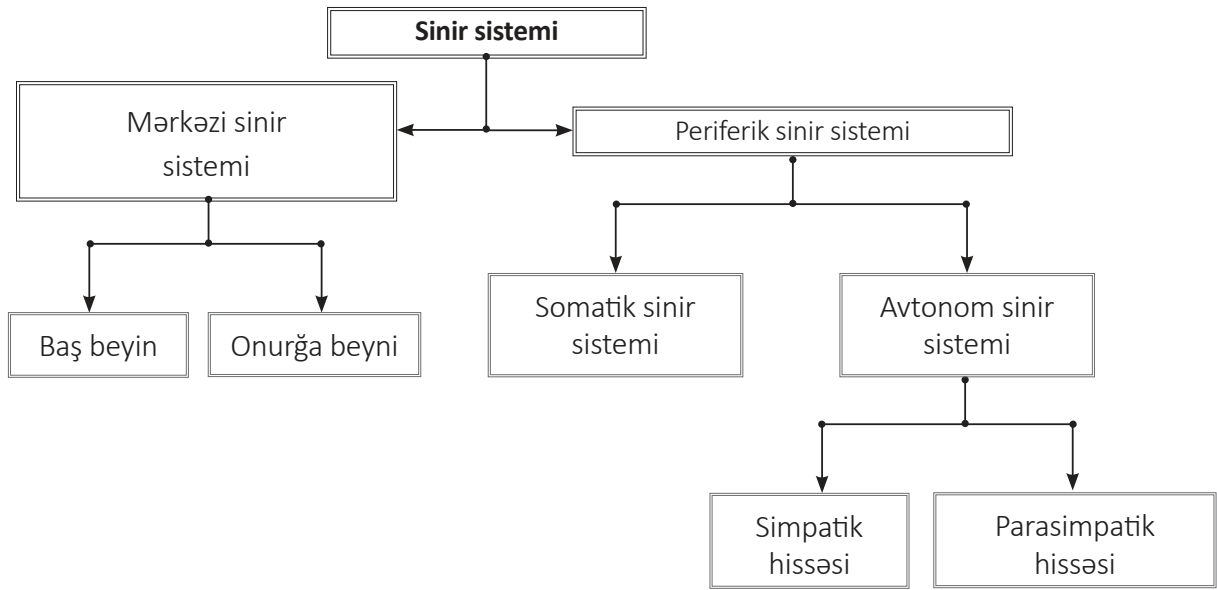 Sinir sistemi
Mərkəzi sinir
sistemi
Periferik sinir sistemi
Baş beyin
Onurğa beyni
Somatik sinir
sistemi
Avtonom sinir
sistemi
Simpatik
hissəsi
Parasimpatik
hissəsi